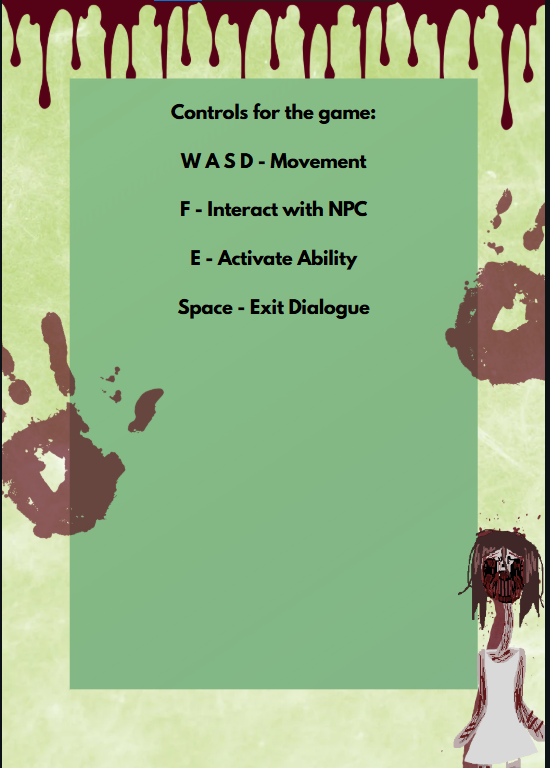 Controls for the game:
W A S D - Movement
F - Interact with NPC
E - Activate Ability
Space - Exit Dialogue